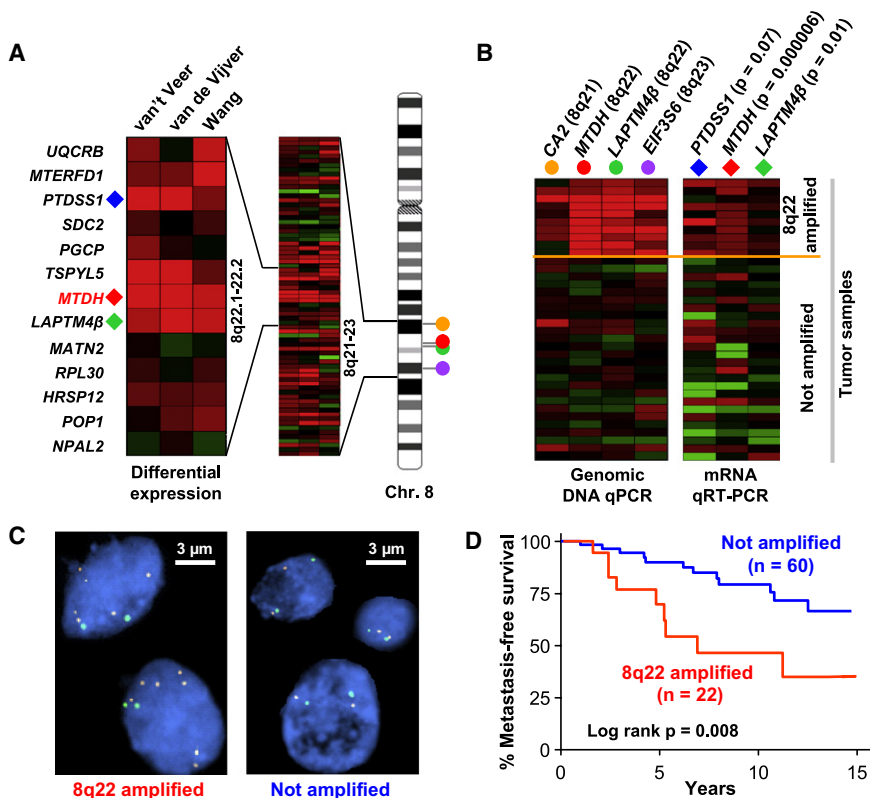 A
van't Veer
van de Vijver
Wang
UQCRB
MTERFD1
PTDSS1
SDC2
PGCP
TSPYL5
MTDH
LAPTM4β
MATN2
RPL30
HRSP12
POP1
NPAL2
8q22.1-22.2
8q21-23
Differential
expression
Chr. 8
B
CA2 (8q21)
MTDH (8q22)
LAPTM4β (8q22)
EIF3S6 (8q23)
PTDSS1 (p = 0.07)
MTDH (p = 0.000006)
LAPTM4β (p = 0.01)
8q22
amplified
Not amplified
Tumor samples
Genomic
DNA qPCR
mRNA
qRT-PCR
C
3 µm
3 µm
8q22 amplified
Not amplified
D
% Metastasis-free survival
100
75
50
25
0
Not amplified
(n = 60)
8q22 amplified
(n = 22)
Log rank p = 0.008
0
5
10
15
Years